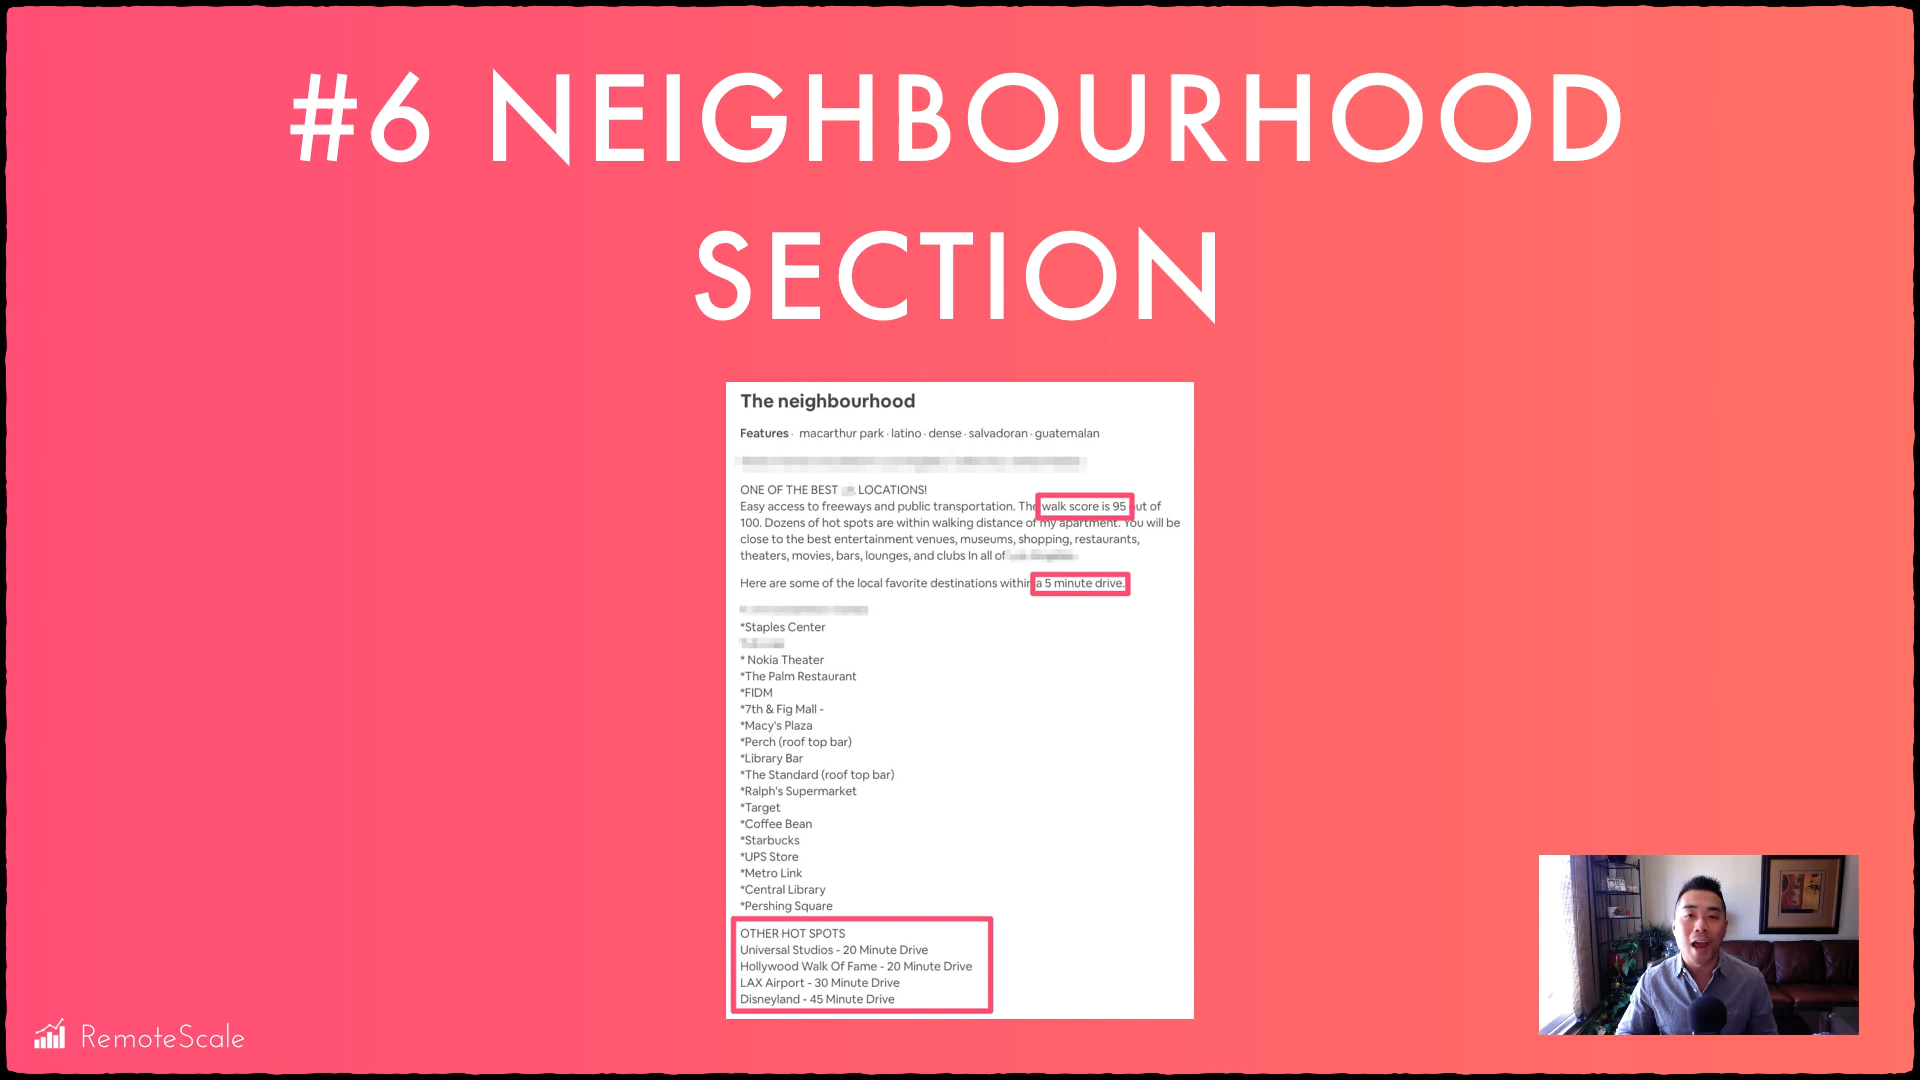 #6 NEIGHBOURHOOD
SECTION
The neighbourhood
Features · macarthur park · latino · dense · salvadoran · guatemalan
ONE OF THE BEST LOCATIONS!
Easy access to freeways and public transportation. The walk score is 95 out of
100. Dozens of hot spots are within walking distance of my apartment. You will be
close to the best entertainment venues, museums, shopping, restaurants,
theaters, movies, bars, lounges, and clubs In all of
Here are some of the local favorite destinations within a 5 minute drive.
*Staples Center
* Nokia Theater
*The Palm Restaurant
*FIDM
*7th & Fig Mall -
*Macy's Plaza
*Perch (roof top bar)
*Library Bar
*The Standard (roof top bar)
*Ralph's Supermarket
*Target
*Coffee Bean
*Starbucks
*UPS Store
*Metro Link
*Central Library
*Pershing Square
OTHER HOT SPOTS
Universal Studios - 20 Minute Drive
Hollywood Walk Of Fame - 20 Minute Drive
LAX Airport - 30 Minute Drive
Disneyland - 45 Minute Drive
RemoteScale